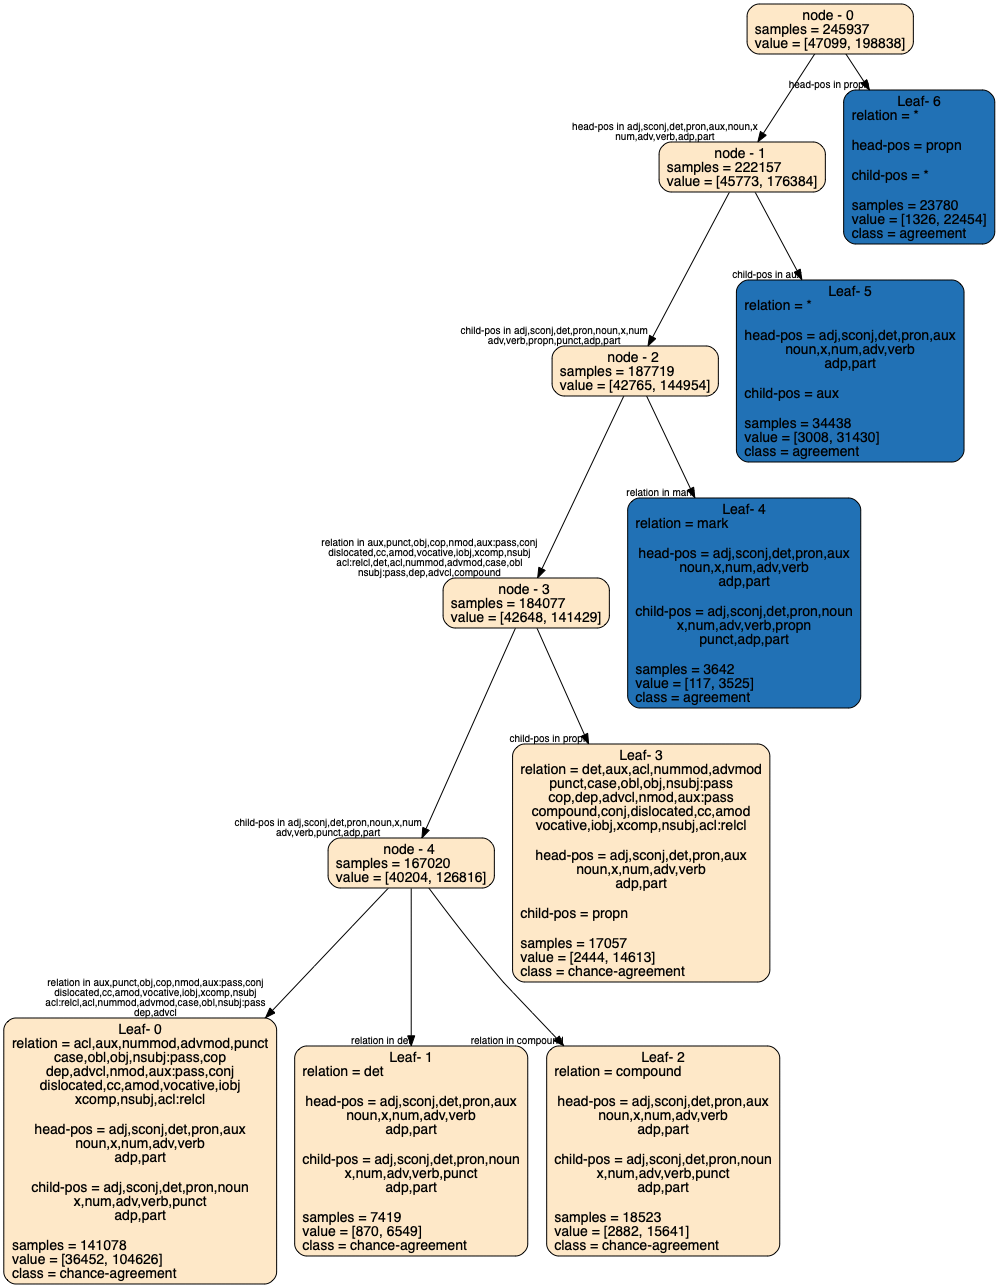 node - 0
samples = 245937
value = [47099, 198838]
head-pos in propn
Leaf- 6
relation = *
head-pos = propn
child-pos = *
samples = 23780
value = [1326, 22454]
class = agreement
head-pos in adj,sconj,det,pron,aux,noun,x
num,adv,verb,adp,part
node - 1
samples = 222157
value = [45773, 176384]
child-pos in aux
Leaf- 5
relation = *
head-pos = adj,sconj,det,pron,aux
noun,x,num,adv,verb
adp,part
child-pos = aux
samples = 34438
value = [3008, 31430]
class = agreement
child-pos in adj,sconj,det,pron,noun,x,num
adv,verb,propn,punct,adp,part
node - 2
samples = 187719
value = [42765, 144954]
relation in mark
Leaf- 4
relation = mark
head-pos = adj,sconj,det,pron,aux
noun,x,num,adv,verb
adp,part
child-pos = adj,sconj,det,pron,noun
x,num,adv,verb,propn
punct,adp,part
samples = 3642
value = [117, 3525]
class = agreement
relation in aux,punct,obj,cop,nmod,aux:pass,conj
dislocated,cc,amod,vocative,iobj,xcomp,nsubj
acl:relcl,det,acl,nummod,advmod,case,obl
nsubj:pass,dep,advcl,compound
node - 3
samples = 184077
value = [42648, 141429]
child-pos in propn
Leaf- 3
relation = det,aux,acl,nummod,advmod
punct,case,obl,obj,nsubj:pass
cop,dep,advcl,nmod,aux:pass
compound,conj,dislocated,cc,amod
vocative,iobj,xcomp,nsubj,acl:relcl
head-pos = adj,sconj,det,pron,aux
noun,x,num,adv,verb
adp,part
child-pos = propn
samples = 17057
value = [2444, 14613]
class = chance-agreement
child-pos in adj,sconj,det,pron,noun,x,num
adv,verb,punct,adp,part
node - 4
samples = 167020
value = [40204, 126816]
relation in aux,punct,obj,cop,nmod,aux:pass,conj
dislocated,cc,amod,vocative,iobj,xcomp,nsubj
acl:relcl,acl,nummod,advmod,case,obl,nsubj:pass
dep,advcl
Leaf- 0
relation = acl,aux,nummod,advmod,punct
case,obl,obj,nsubj:pass,cop
dep,advcl,nmod,aux:pass,conj
dislocated,cc,amod,vocative,iobj
xcomp,nsubj,acl:relcl
head-pos = adj,sconj,det,pron,aux
noun,x,num,adv,verb
adp,part
child-pos = adj,sconj,det,pron,noun
x,num,adv,verb,punct
adp,part
samples = 141078
value = [36452, 104626]
class = chance-agreement
relation in det
Leaf- 1
relation = det
head-pos = adj,sconj,det,pron,aux
noun,x,num,adv,verb
adp,part
child-pos = adj,sconj,det,pron,noun
x,num,adv,verb,punct
adp,part
samples = 7419
value = [870, 6549]
class = chance-agreement
relation in compound
Leaf- 2
relation = compound
head-pos = adj,sconj,det,pron,aux
noun,x,num,adv,verb
adp,part
child-pos = adj,sconj,det,pron,noun
x,num,adv,verb,punct
adp,part
samples = 18523
value = [2882, 15641]
class = chance-agreement